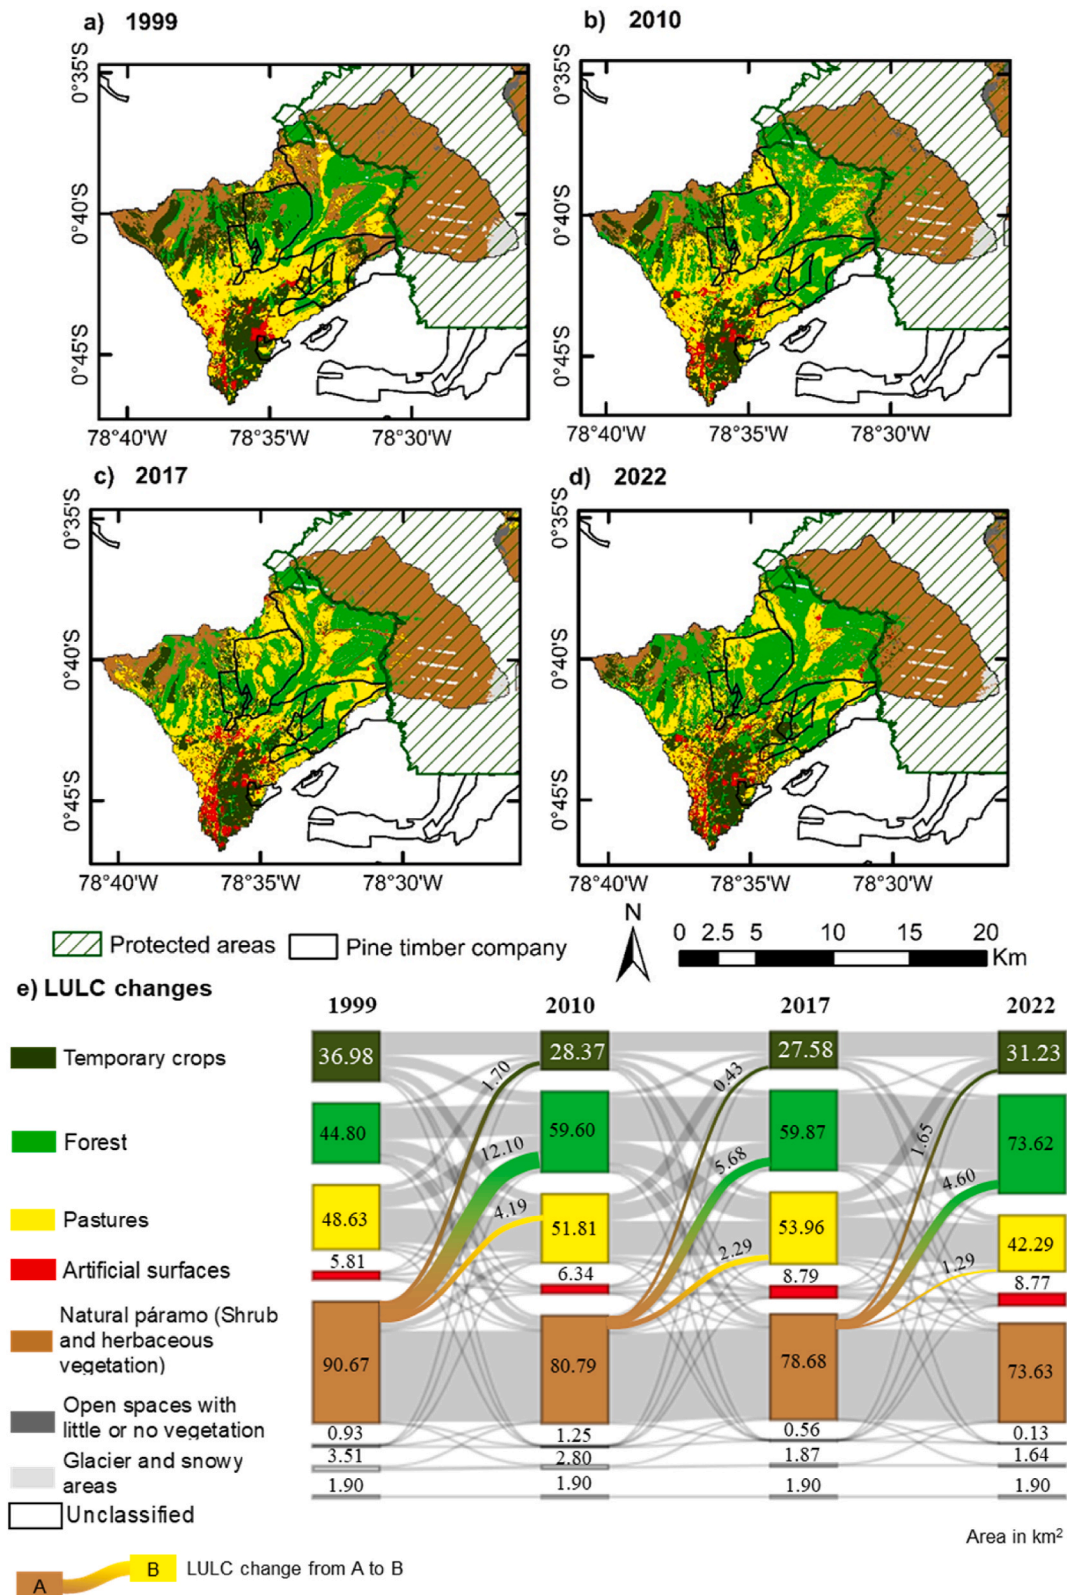 a) 1999
b) 2010
0°35'S
0°40'S
0°45'S
78°40'W 78°35'W 78°30'W
0°35'S
0°40'S
0°45'S
78°40'W 78°35'W 78°30'W
c) 2017
d) 2022
0°35'S
0°40'S
0°45'S
78°40'W 78°35'W 78°30'W
0°35'S
0°40'S
0°45'S
78°40'W 78°35'W 78°30'W
Protected areas
Pine timber company
N
0 2.5 5 10 15 20
Km
e) LULC changes
1999 2010 2017 2022
Temporary crops
36.98 28.37 27.58 31.23
1.70 0.43 1.65
Forest
44.80 59.60 59.87 73.62
12.10 5.68 4.60
Pastures
48.63 51.81 53.96 42.29
4.19 2.29 1.29
Artificial surfaces
5.81 6.34 8.79 8.77
Natural páramo (Shrub
and herbaceous
vegetation)
90.67 80.79 78.68 73.63
Open spaces with
little or no vegetation
0.93 1.25 0.56 0.13
Glacier and snowy
areas
3.51 2.80 1.87 1.64
Unclassified
1.90 1.90 1.90 1.90
Area in km²
A B LULC change from A to B